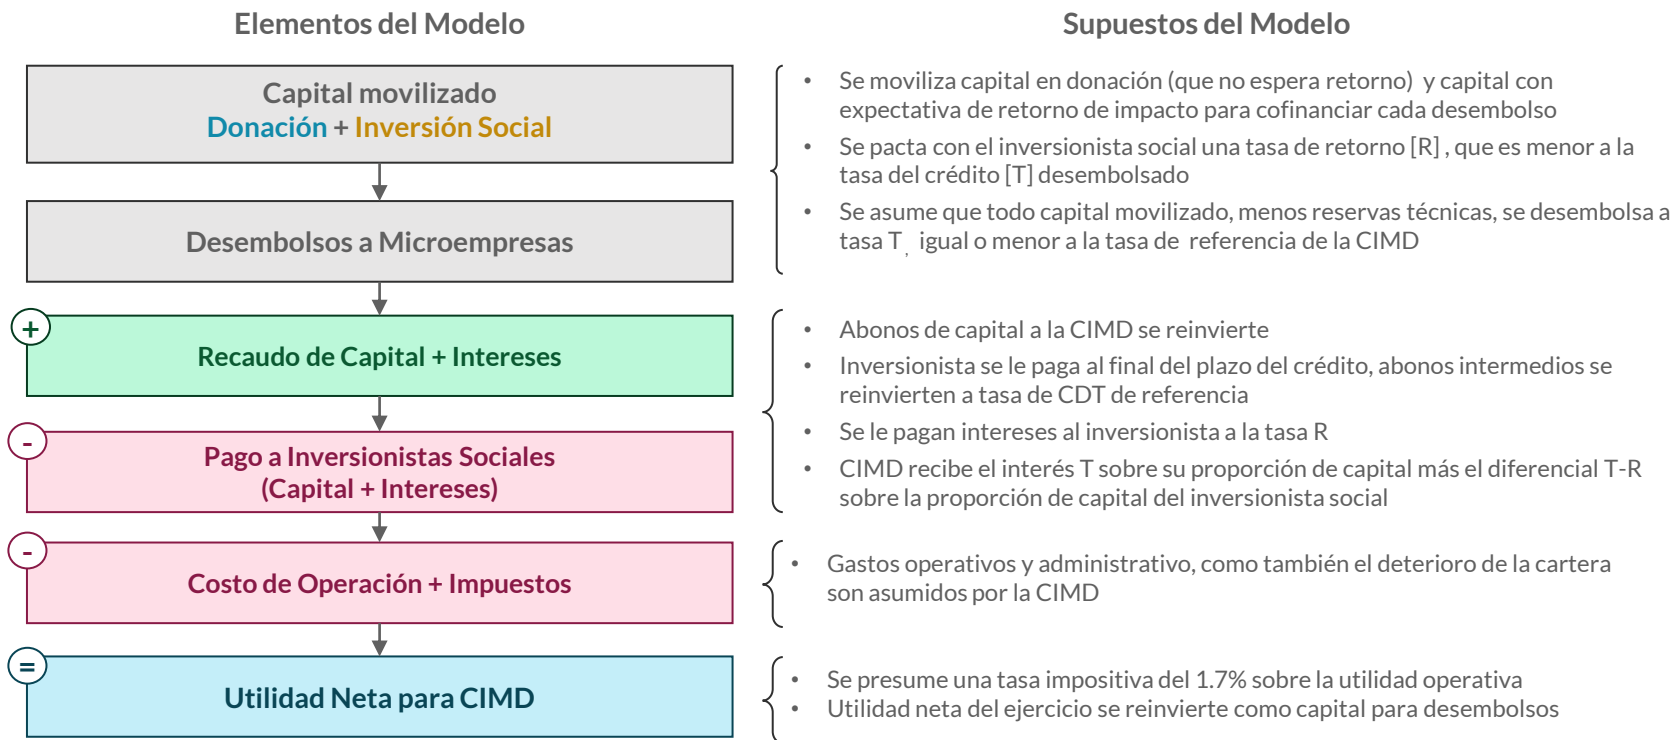 Elementos del Modelo
Capital movilizado
Donación + Inversión Social
Desembolsos a Microempresas
+
Recaudo de Capital + Intereses
-
Pago a Inversionistas Sociales
(Capital + Intereses)
-
Costo de Operación + Impuestos
=
Utilidad Neta para CIMD
Supuestos del Modelo
• Se moviliza capital en donación (que no espera retorno) y capital con
expectativa de retorno de impacto para cofinanciar cada desembolso
• Se pacta con el inversionista social una tasa de retorno [R] , que es menor a la
tasa del crédito [T] desembolsado
• Se asume que todo capital movilizado, menos reservas técnicas, se desembolsa a
tasa T, igual o menor a la tasa de referencia de la CIMD
• Abonos de capital a la CIMD se reinvierte
• Inversionista se le paga al final del plazo del crédito, abonos intermedios se
reinvierten a tasa de CDT de referencia
• Se le pagan intereses al inversionista a la tasa R
• CIMD recibe el interés T sobre su proporción de capital más el diferencial T-R
sobre la proporción de capital del inversionista social
• Gastos operativos y administrativo, como también el deterioro de la cartera
son asumidos por la CIMD
• Se presume una tasa impositiva del 1.7% sobre la utilidad operativa
• Utilidad neta del ejercicio se reinvierte como capital para desembolsos